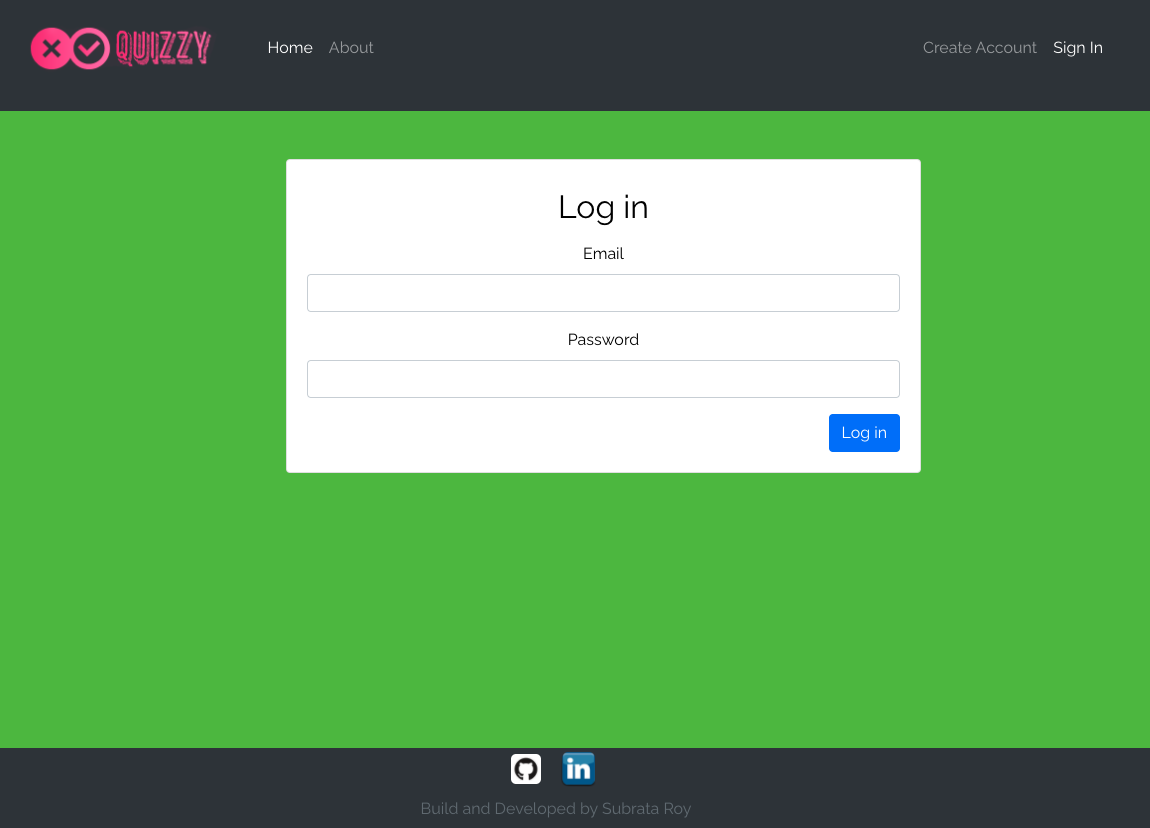 QUIZZY
Home About
Create Account Sign In
Log in
Email
Password
Log in
in
Build and Developed by Subrata Roy